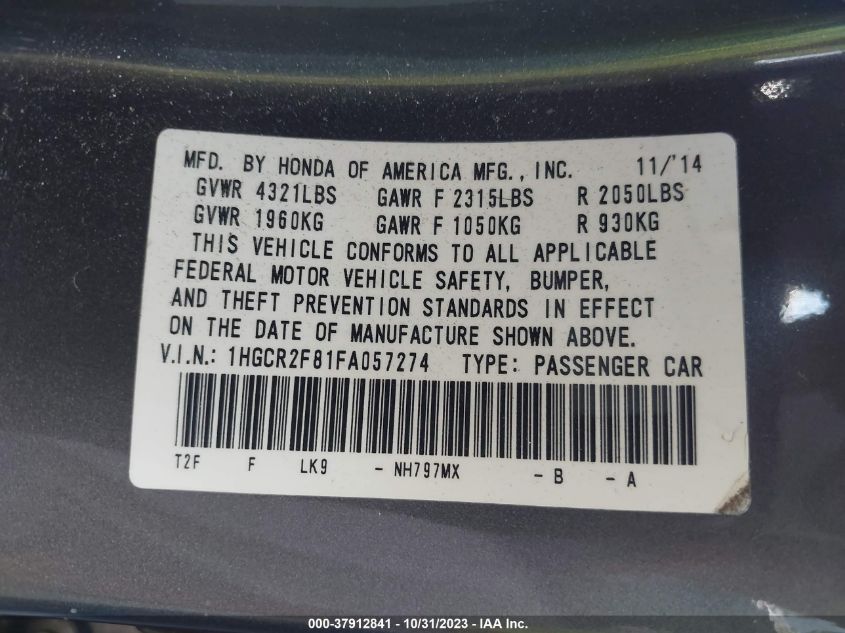 MFD. BY HONDA OF AMERICA MFG., INC. 11/'14
GVWR 4321LBS GAWR F 2315LBS R 2050LBS
GVWR 1960KG GAWR F 1050KG R 930KG
THIS VEHICLE CONFORMS TO ALL APPLICABLE
FEDERAL MOTOR VEHICLE SAFETY, BUMPER,
AND THEFT PREVENTION STANDARDS IN EFFECT
ON THE DATE OF MANUFACTURE SHOWN ABOVE.
V.I.N.: 1HGCR2F81FA057274 TYPE: PASSENGER CAR
T2F F LK9 - NH797MX - B - A
000-37912841 - 10/31/2023 - IAA Inc.